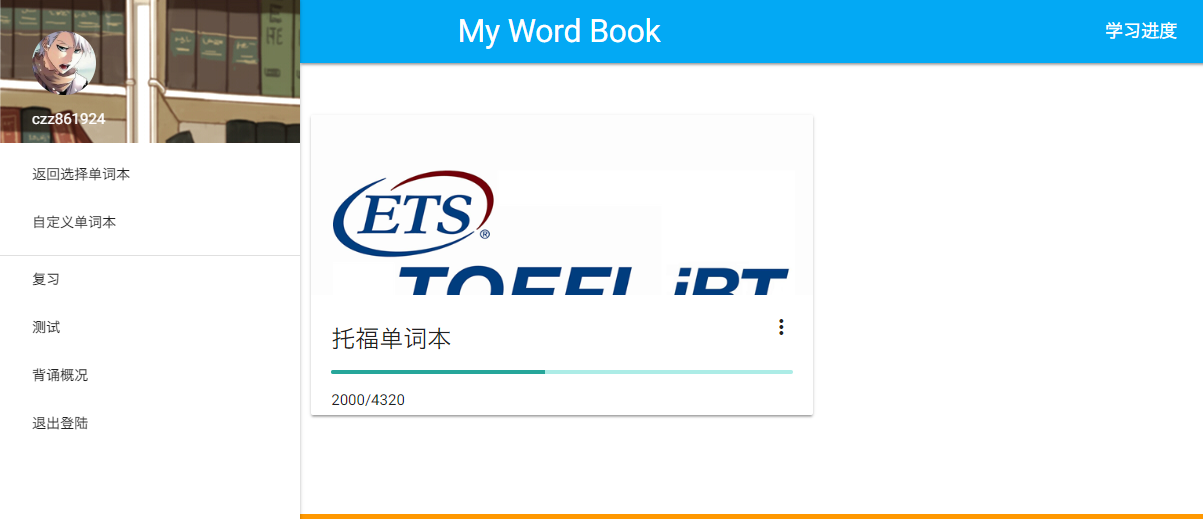 My Word Book
学习进度
czz861924
返回选择单词本
自定义单词本
复习
测试
背诵概况
退出登陆
ETS®
TOEFL iBT
托福单词本
2000/4320